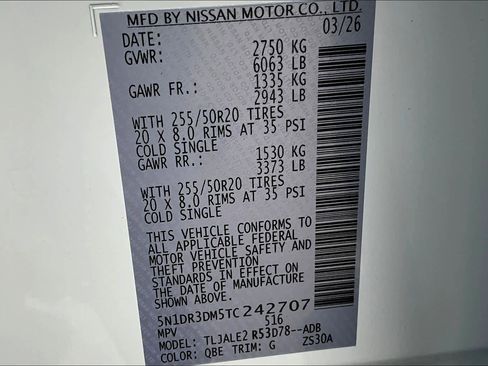 MFD BY NISSAN MOTOR CO., LTD.
DATE: 03/26
GVWR: 2750 KG
6063 LB
GAWR FR.: 1335 KG
2943 LB
WITH 255/50R20 TIRES
20 X 8.0 RIMS AT 35 PSI
COLD SINGLE
GAWR RR.: 1530 KG
3373 LB
WITH 255/50R20 TIRES
20 X 8.0 RIMS AT 35 PSI
COLD SINGLE
THIS VEHICLE CONFORMS TO
ALL APPLICABLE FEDERAL
MOTOR VEHICLE SAFETY AND
THEFT PREVENTION
STANDARDS IN EFFECT ON
THE DATE OF MANUFACTURE
SHOWN ABOVE.
5N1DR3DM5TC242707
MPV 516
MODEL: TLJALE2 R53D78--ADB
COLOR: QBE TRIM: G ZS30A